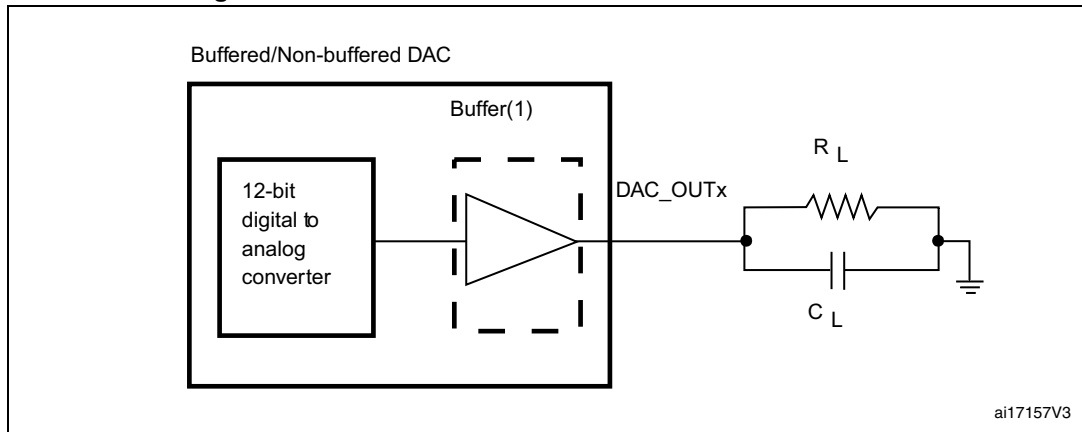 Buffered/Non-buffered DAC
Buffer(1)
12-bit
digital to
analog
converter
DAC_OUTx
R L
C L
ai17157V3